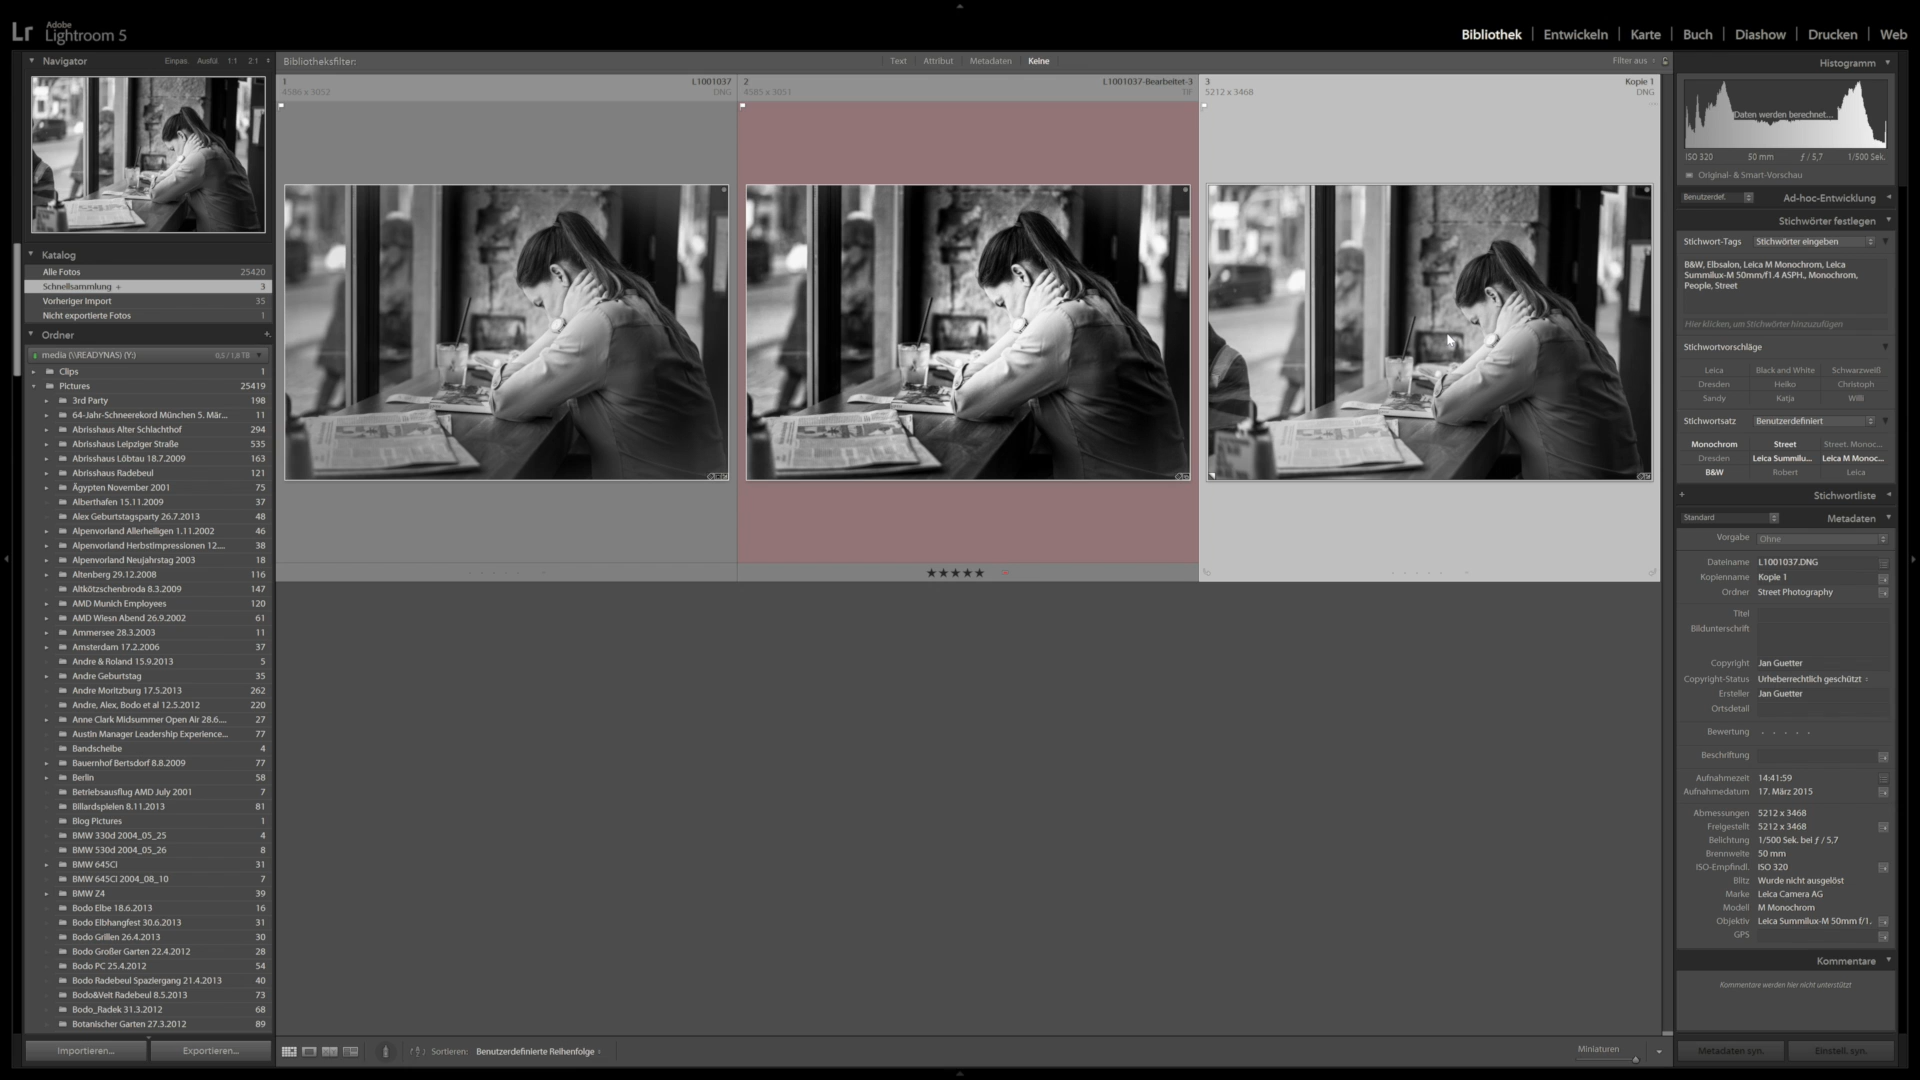 Lr Adobe
Lightroom 5
Bibliothek | Entwickeln | Karte | Buch | Diashow | Drucken | Web
Navigator Einpas. Ausfül. 1:1 2:1
Katalog
Alle Fotos 25420
Schnellsammlung + 3
Vorheriger Import 35
Nicht exportierte Fotos 1
Ordner +
media (\\READYNAS) (Y:) 0,5 / 1,8 TB
Clips 1
Pictures 25419
3rd Party 198
64-Jahr-Schneerekord München 5. Mär... 11
Abrisshaus Alter Schlachthof 294
Abrisshaus Leipziger Straße 535
Abrisshaus Löbtau 18.7.2009 163
Abrisshaus Radebeul 121
Ägypten November 2001 75
Alberthafen 15.11.2009 37
Alex Geburtstagsparty 26.7.2013 48
Alpenvorland Allerheiligen 1.11.2002 46
Alpenvorland Herbstimpressionen 12.... 38
Alpenvorland Neujahrstag 2003 18
Altenberg 29.12.2008 116
Altkötzschenbroda 8.3.2009 147
AMD Munich Employees 120
AMD Wiesn Abend 26.9.2002 61
Ammersee 28.3.2003 11
Amsterdam 17.2.2006 37
Andre & Roland 15.9.2013 5
Andre Geburtstag 35
Andre Moritzburg 17.5.2013 262
Andre, Alex, Bodo et al 12.5.2012 220
Anne Clark Midsummer Open Air 28.6.... 27
Austin Manager Leadership Experience... 77
Bandscheibe 4
Bauernhof Bertsdorf 8.8.2009 77
Berlin 58
Betriebsausflug AMD July 2001 7
Billardspielen 8.11.2013 81
Blog Pictures 1
BMW 330d 2004_05_25 4
BMW 530d 2004_05_26 8
BMW 645Ci 31
BMW 645Ci 2004_08_10 7
BMW Z4 39
Bodo Elbe 18.6.2013 16
Bodo Elbhangfest 30.6.2013 31
Bodo Grillen 26.4.2013 30
Bodo Großer Garten 22.4.2012 28
Bodo PC 25.4.2012 54
Bodo Radebeul Spaziergang 21.4.2013 40
Bodo&Veit Radebeul 8.5.2013 73
Bodo_Radek 31.3.2012 68
Botanischer Garten 27.3.2012 89
Importieren... Exportieren...
Bibliotheksfilter: Text Attribut Metadaten Keine Filter aus
1 L1001037
4586 x 3052 DNG
2 L1001037-Bearbeitet-3
4585 x 3051 TIF
3 Kopie 1
5212 x 3468 DNG
★★★★★
Sortieren: Benutzerdefinierte Reihenfolge
Miniaturen
Histogramm
Daten werden berechnet...
ISO 320 50 mm ƒ / 5,7 1/500 Sek.
Original- & Smart-Vorschau
Benutzerdef. Ad-hoc-Entwicklung
Stichwörter festlegen
Stichwort-Tags Stichwörter eingeben
B&W, Elbsalon, Leica M Monochrom, Leica
Summilux-M 50mm/f1.4 ASPH., Monochrom,
People, Street
Hier klicken, um Stichwörter hinzuzufügen
Stichwortvorschläge
Leica Black and White Schwarzweiß
Dresden Heiko Christoph
Sandy Katja Willi
Stichwortsatz Benutzerdefiniert
Monochrom Street Street. Monoc...
Dresden Leica Summilu... Leica M Monoc...
B&W Robert Leica
+ Stichwortliste
Standard Metadaten
Vorgabe Ohne
Dateiname L1001037.DNG
Kopienname Kopie 1
Ordner Street Photography
Titel
Bildunterschrift
Copyright Jan Guetter
Copyright-Status Urheberrechtlich geschützt
Ersteller Jan Guetter
Ortsdetail
Bewertung . . . . .
Beschriftung
Aufnahmezeit 14:41:59
Aufnahmedatum 17. März 2015
Abmessungen 5212 x 3468
Freigestellt 5212 x 3468
Belichtung 1/500 Sek. bei ƒ / 5,7
Brennweite 50 mm
ISO-Empfindl. ISO 320
Blitz Wurde nicht ausgelöst
Marke Leica Camera AG
Modell M Monochrom
Objektiv Leica Summilux-M 50mm f/1.
GPS
Kommentare
Kommentare werden hier nicht unterstützt
Metadaten syn. Einstell. syn.